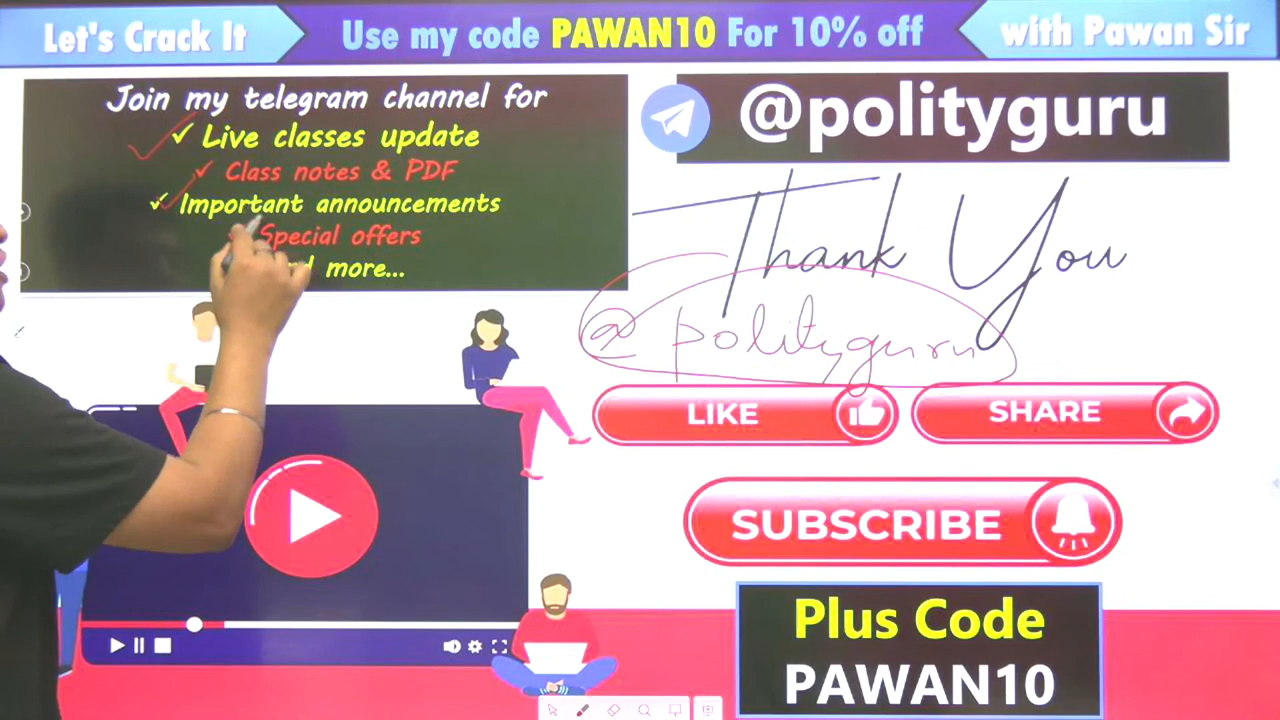 Let's Crack It
Use my code PAWAN10 For 10% off
with Pawan Sir
Join my telegram channel for
✓ Live classes update
✓ Class notes & PDF
✓ Important announcements
Special offers
more...
@polityguru
Thank You
@polityguru
LIKE
SHARE
SUBSCRIBE
Plus Code
PAWAN10